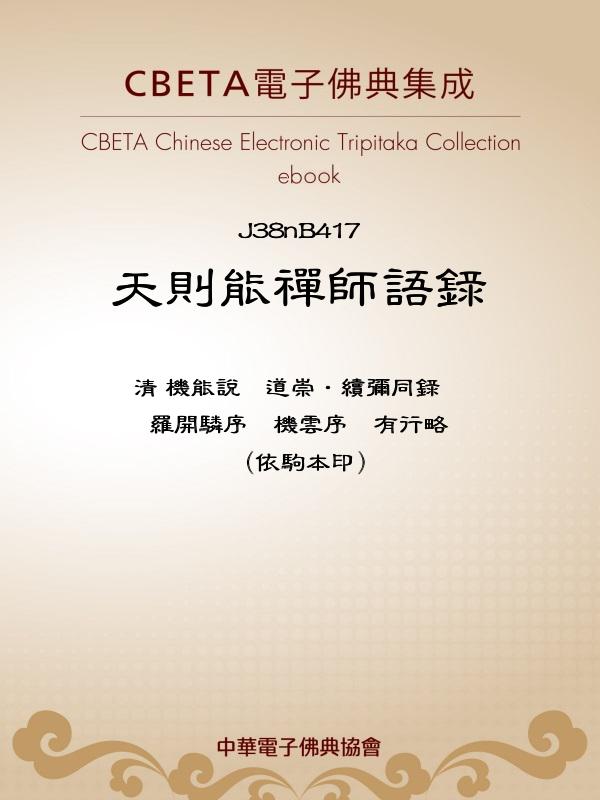 CBETA電子佛典集成
CBETA Chinese Electronic Tripitaka Collection
ebook
J38nB417
天則能禪師語錄
清 機能說　道崇．續彌同錄
羅開驎序　機雲序　有行略
(依駒本印)
中華電子佛典協會